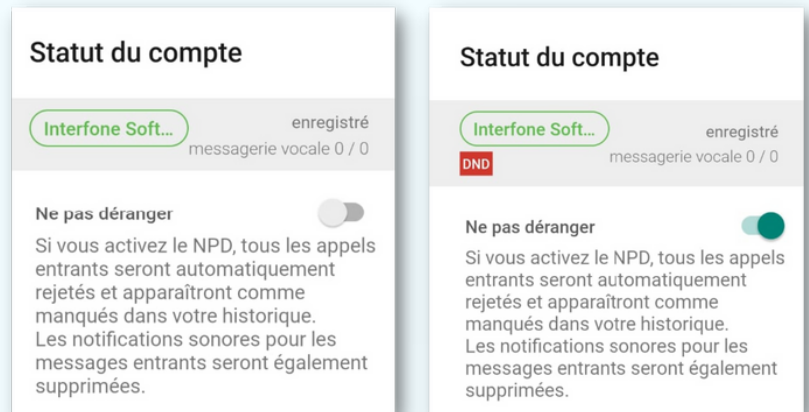 Statut du compte
Interfone Soft...
enregistré
messagerie vocale 0 / 0
Ne pas déranger
Si vous activez le NPD, tous les appels
entrants seront automatiquement
rejetés et apparaîtront comme
manqués dans votre historique.
Les notifications sonores pour les
messages entrants seront également
supprimées.
Statut du compte
Interfone Soft...
enregistré
DND
messagerie vocale 0 / 0
Ne pas déranger
Si vous activez le NPD, tous les appels
entrants seront automatiquement
rejetés et apparaîtront comme
manqués dans votre historique.
Les notifications sonores pour les
messages entrants seront également
supprimées.